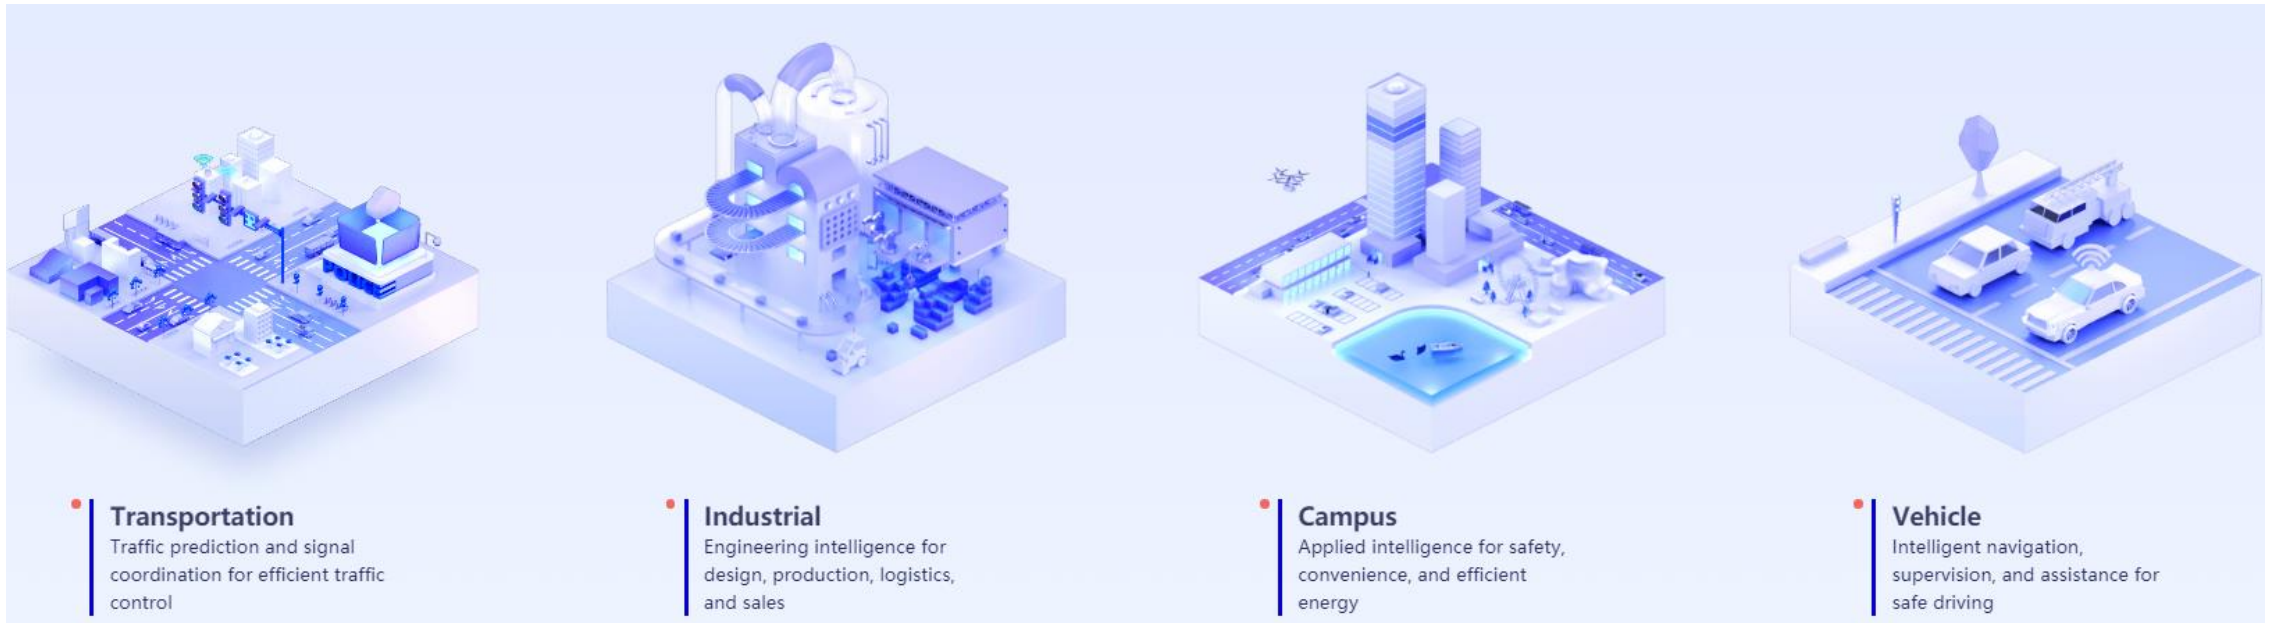 Transportation
Traffic prediction and signal
coordination for efficient traffic
control
Industrial
Engineering intelligence for
design, production, logistics,
and sales
Campus
Applied intelligence for safety,
convenience, and efficient
energy
Vehicle
Intelligent navigation,
supervision, and assistance for
safe driving